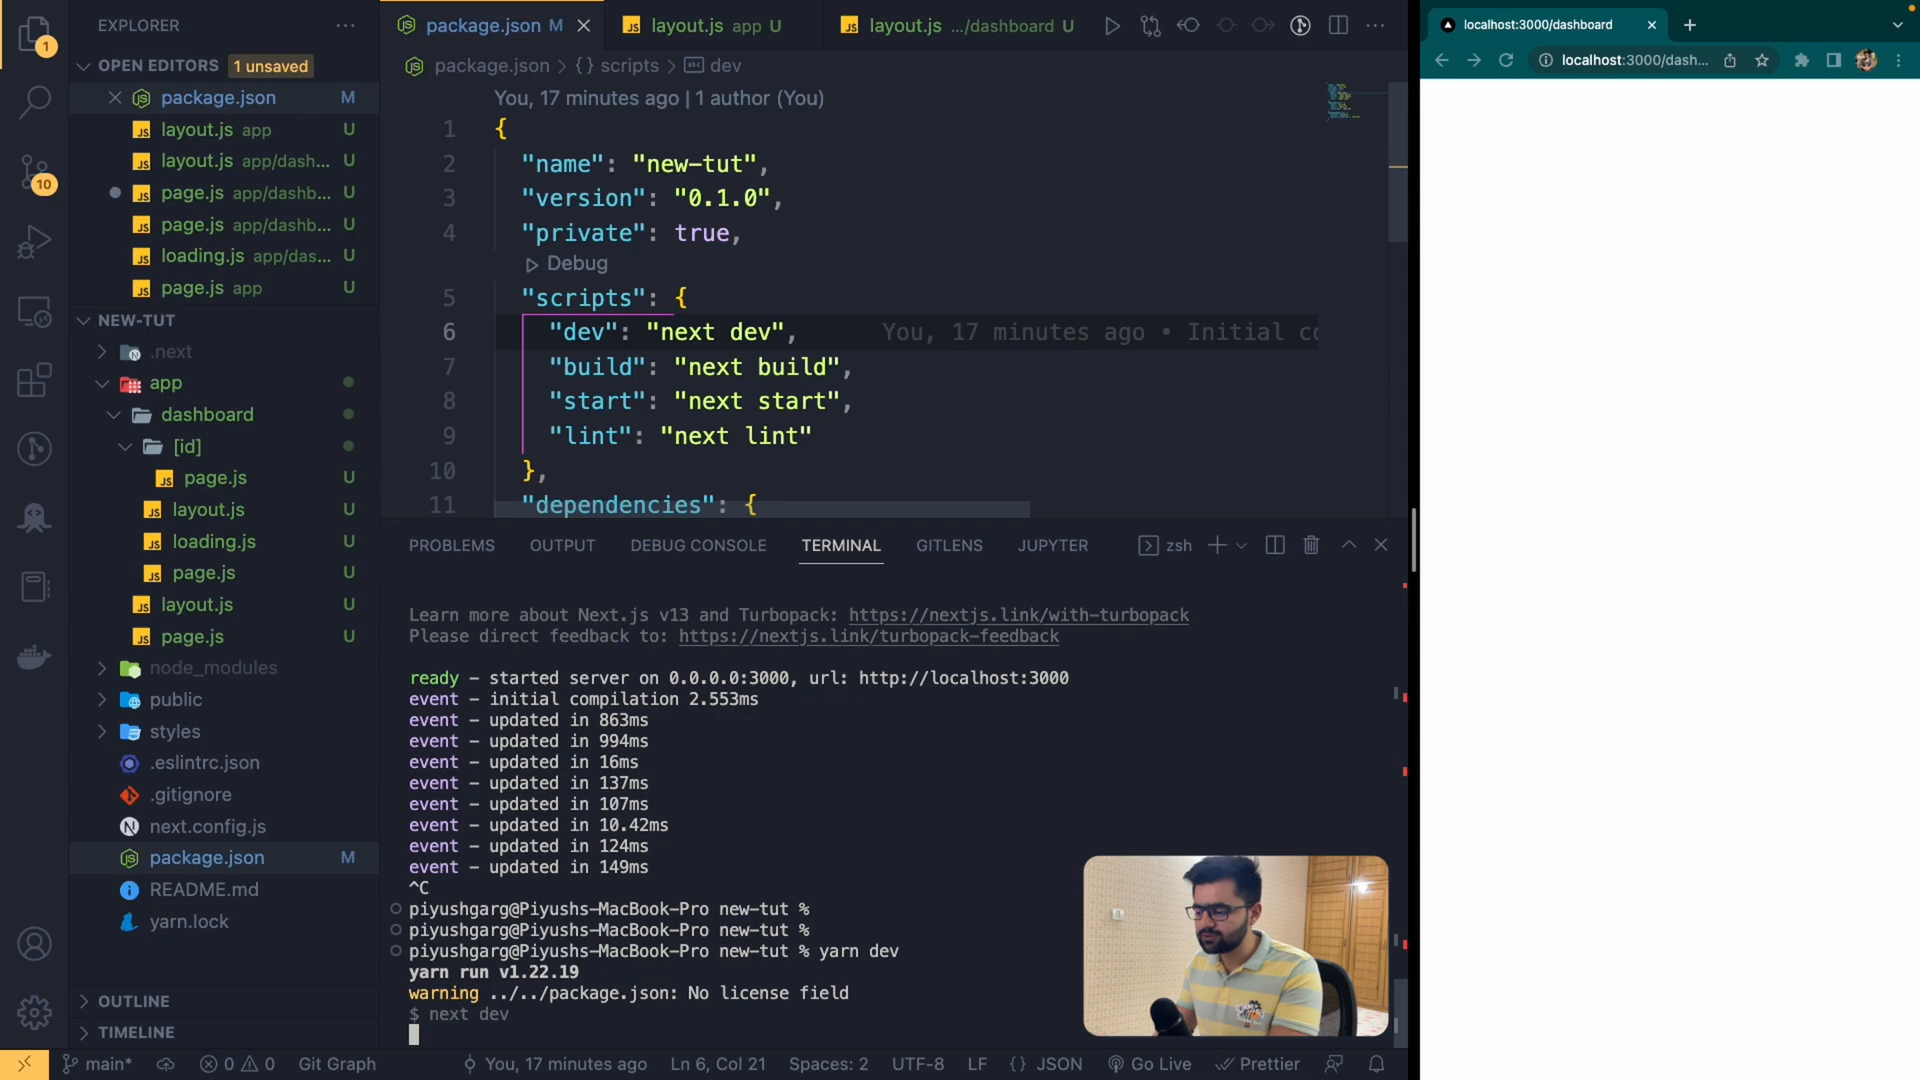 EXPLORER
OPEN EDITORS 1 unsaved
package.json M
layout.js app U
layout.js app/dash... U
page.js app/dashb... U
page.js app/dashb... U
loading.js app/das... U
page.js app U
NEW-TUT
.next
app
dashboard
[id]
page.js U
layout.js U
loading.js U
page.js U
layout.js U
page.js U
node_modules
public
styles
.eslintrc.json
.gitignore
next.config.js
package.json M
README.md
yarn.lock
OUTLINE
TIMELINE
1
10
package.json M
layout.js app U
layout.js .../dashboard U
package.json > {} scripts > dev
You, 17 minutes ago | 1 author (You)
1 {
2 "name": "new-tut",
3 "version": "0.1.0",
4 "private": true,
Debug
5 "scripts": {
6 "dev": "next dev", You, 17 minutes ago • Initial co
7 "build": "next build",
8 "start": "next start",
9 "lint": "next lint"
10 },
11 "dependencies": {
PROBLEMS OUTPUT DEBUG CONSOLE TERMINAL GITLENS JUPYTER zsh
Learn more about Next.js v13 and Turbopack: https://nextjs.link/with-turbopack
Please direct feedback to: https://nextjs.link/turbopack-feedback
ready - started server on 0.0.0.0:3000, url: http://localhost:3000
event - initial compilation 2.553ms
event - updated in 863ms
event - updated in 994ms
event - updated in 16ms
event - updated in 137ms
event - updated in 107ms
event - updated in 10.42ms
event - updated in 124ms
event - updated in 149ms
^C
piyushgarg@Piyushs-MacBook-Pro new-tut %
piyushgarg@Piyushs-MacBook-Pro new-tut %
piyushgarg@Piyushs-MacBook-Pro new-tut % yarn dev
yarn run v1.22.19
warning ../../package.json: No license field
$ next dev
main* 0 0 Git Graph You, 17 minutes ago Ln 6, Col 21 Spaces: 2 UTF-8 LF {} JSON Go Live Prettier
localhost:3000/dashboard
localhost:3000/dash...